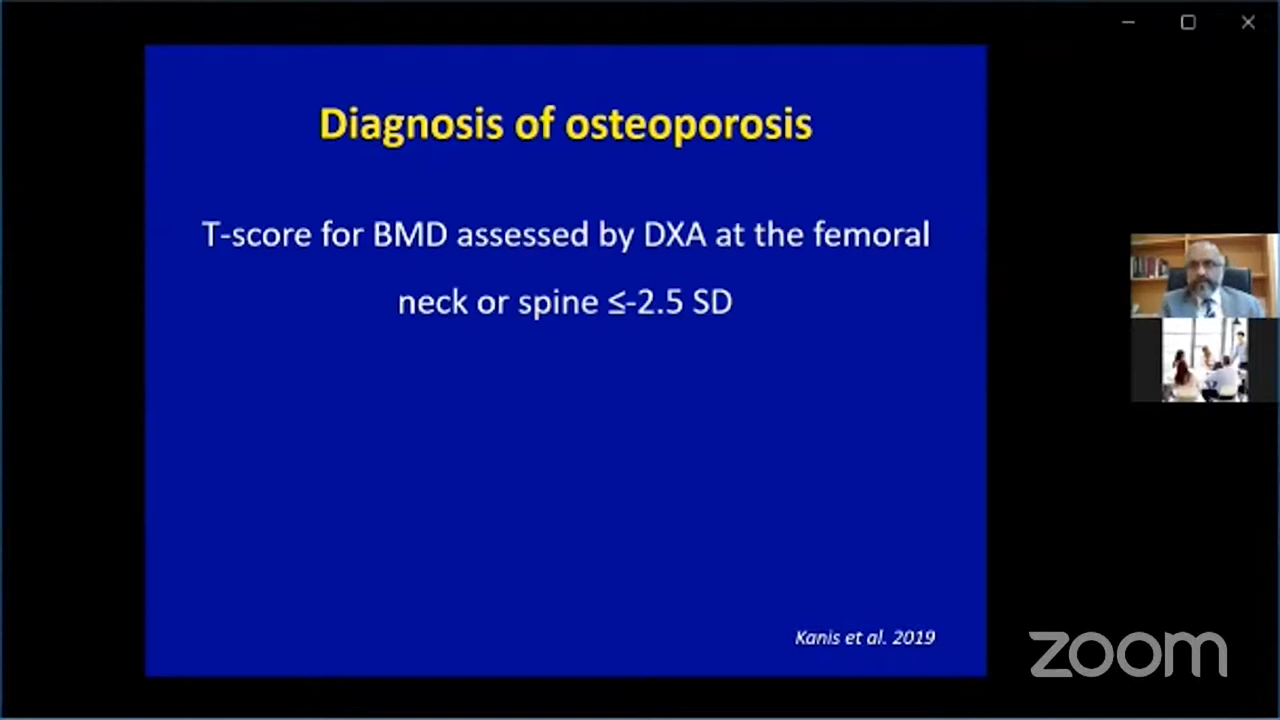 Diagnosis of osteoporosis
T-score for BMD assessed by DXA at the femoral
neck or spine ≤-2.5 SD
Kanis et al. 2019
zoom